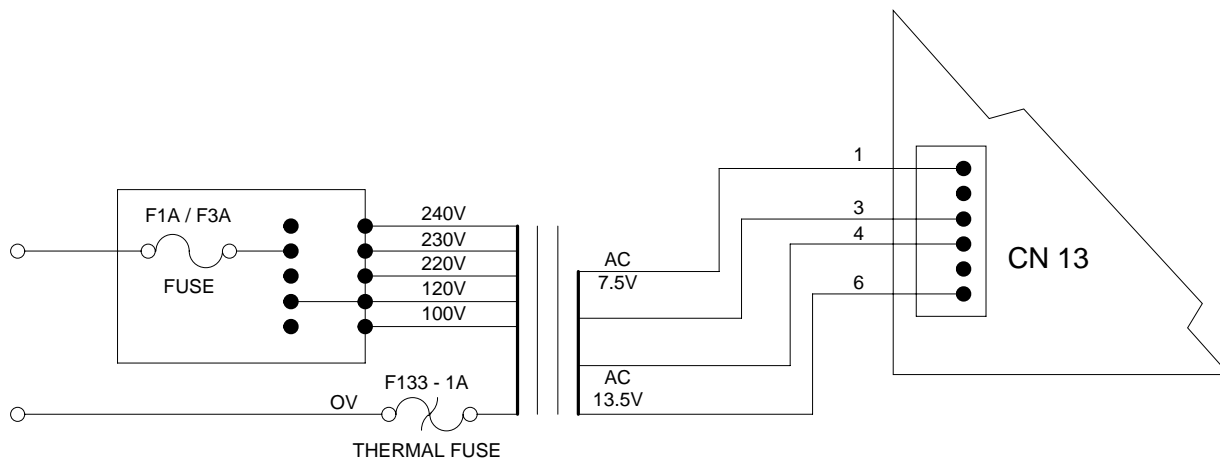 F1A / F3A
FUSE
240V
230V
220V
120V
100V
OV
F133 - 1A
THERMAL FUSE
AC
7.5V
AC
13.5V
1
3
4
6
CN 13